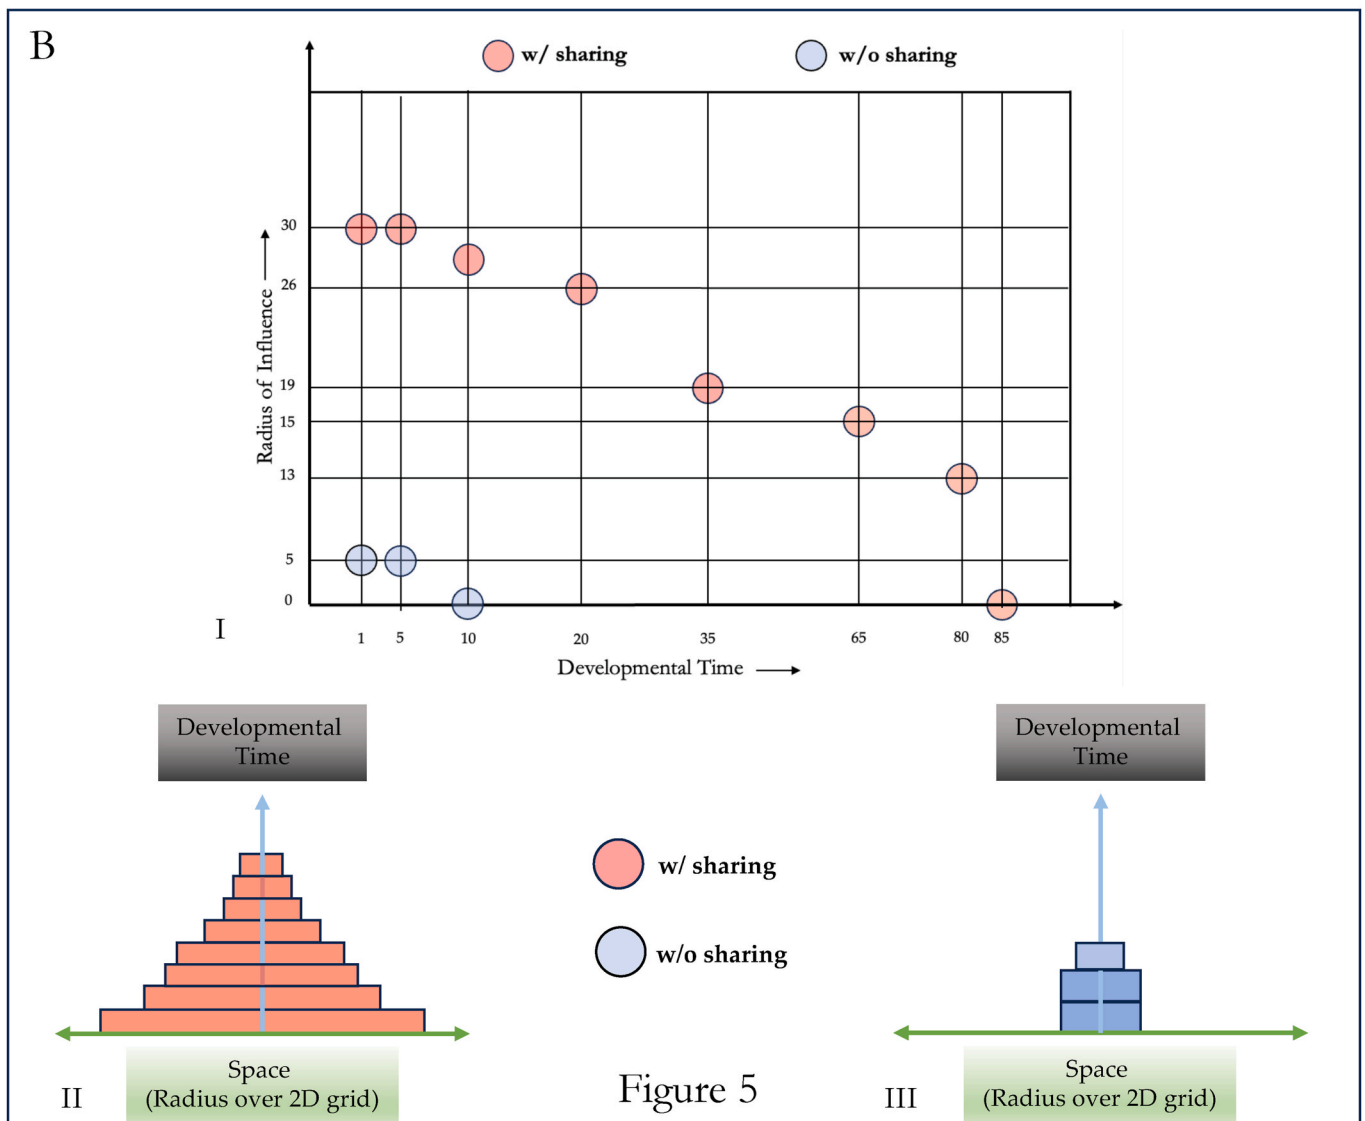 B
w/ sharing
w/o sharing
30
26
19
15
13
5
0
Radius of Influence
I
1 5 10 20 35 65 80 85
Developmental Time
Developmental
Time
Developmental
Time
w/ sharing
w/o sharing
Space
(Radius over 2D grid)
II
Figure 5
Space
(Radius over 2D grid)
III